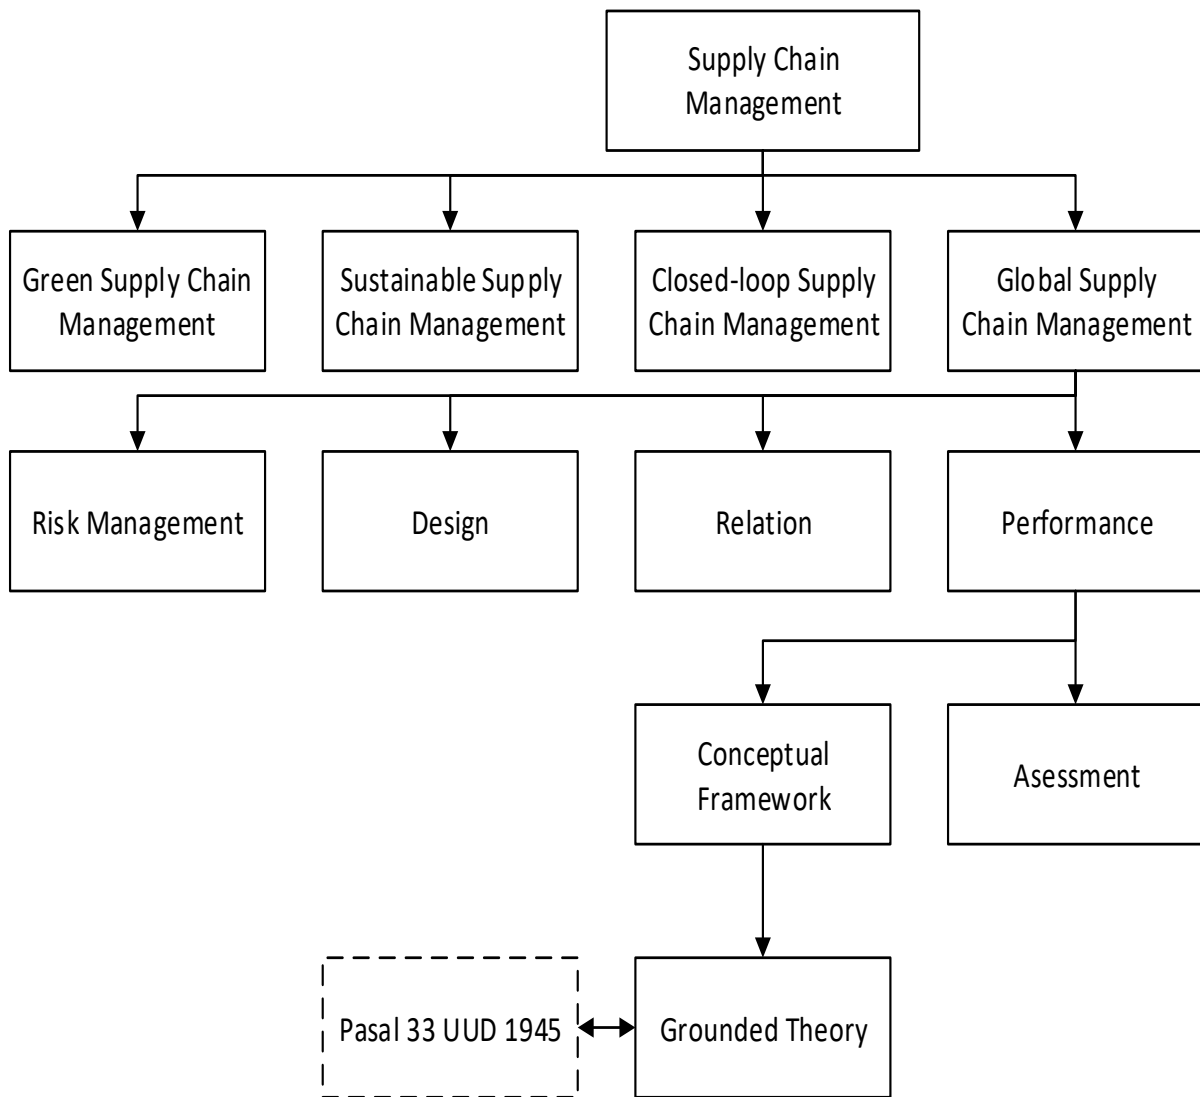 Supply Chain
Management
Green Supply Chain
Management
Sustainable Supply
Chain Management
Closed-loop Supply
Chain Management
Global Supply
Chain Management
Risk Management
Design
Relation
Performance
Conceptual
Framework
Asessment
Pasal 33 UUD 1945
Grounded Theory